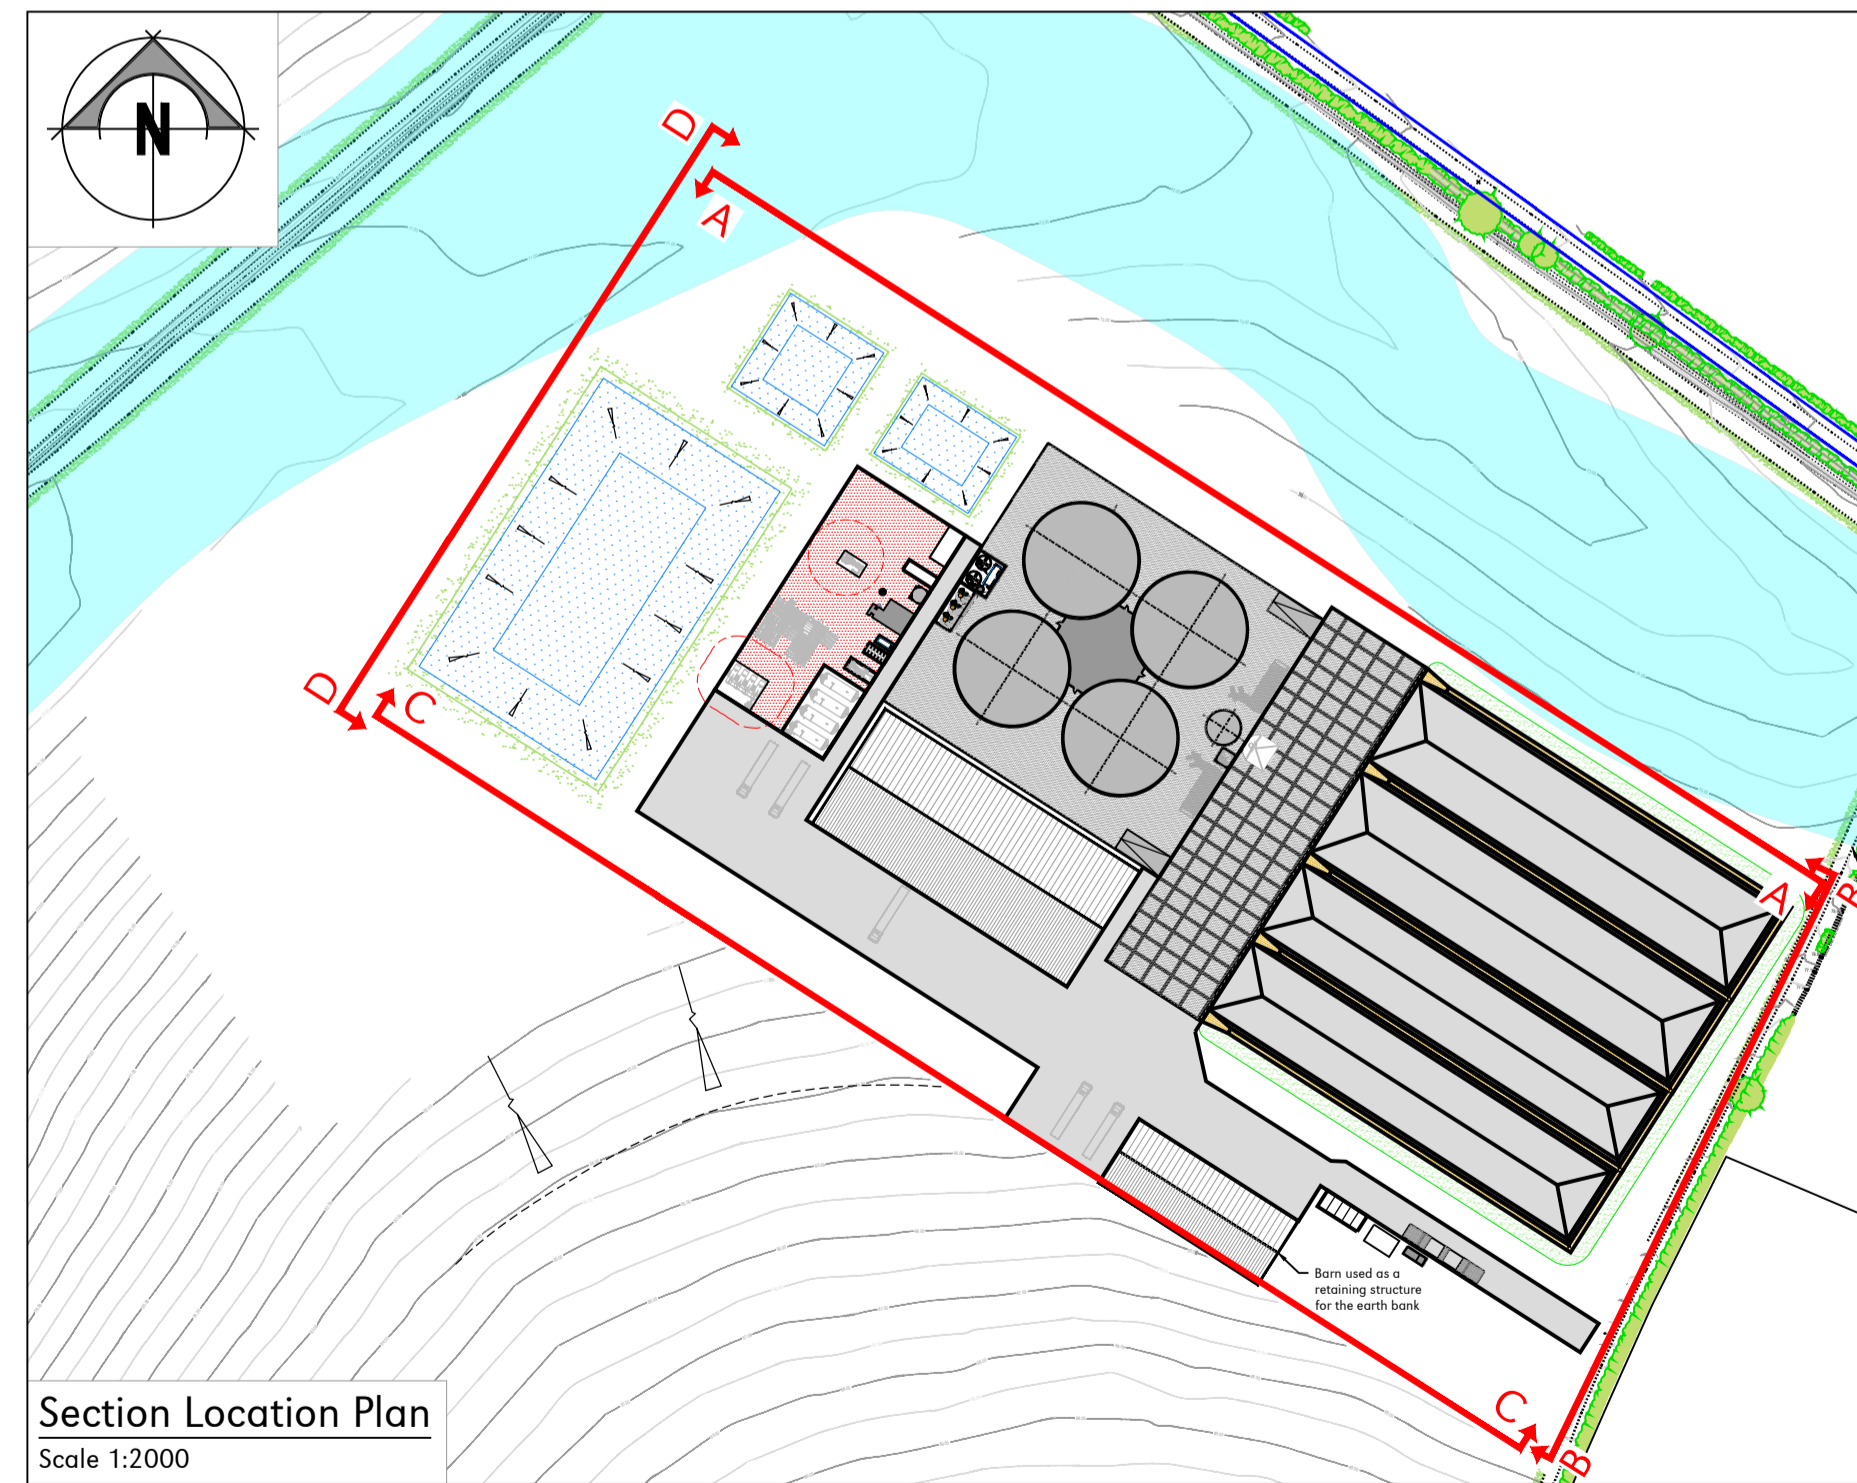 N
D
A
D
C
A
B
Barn used as a
retaining structure
for the earth bank
C
B
Section Location Plan
Scale 1:2000